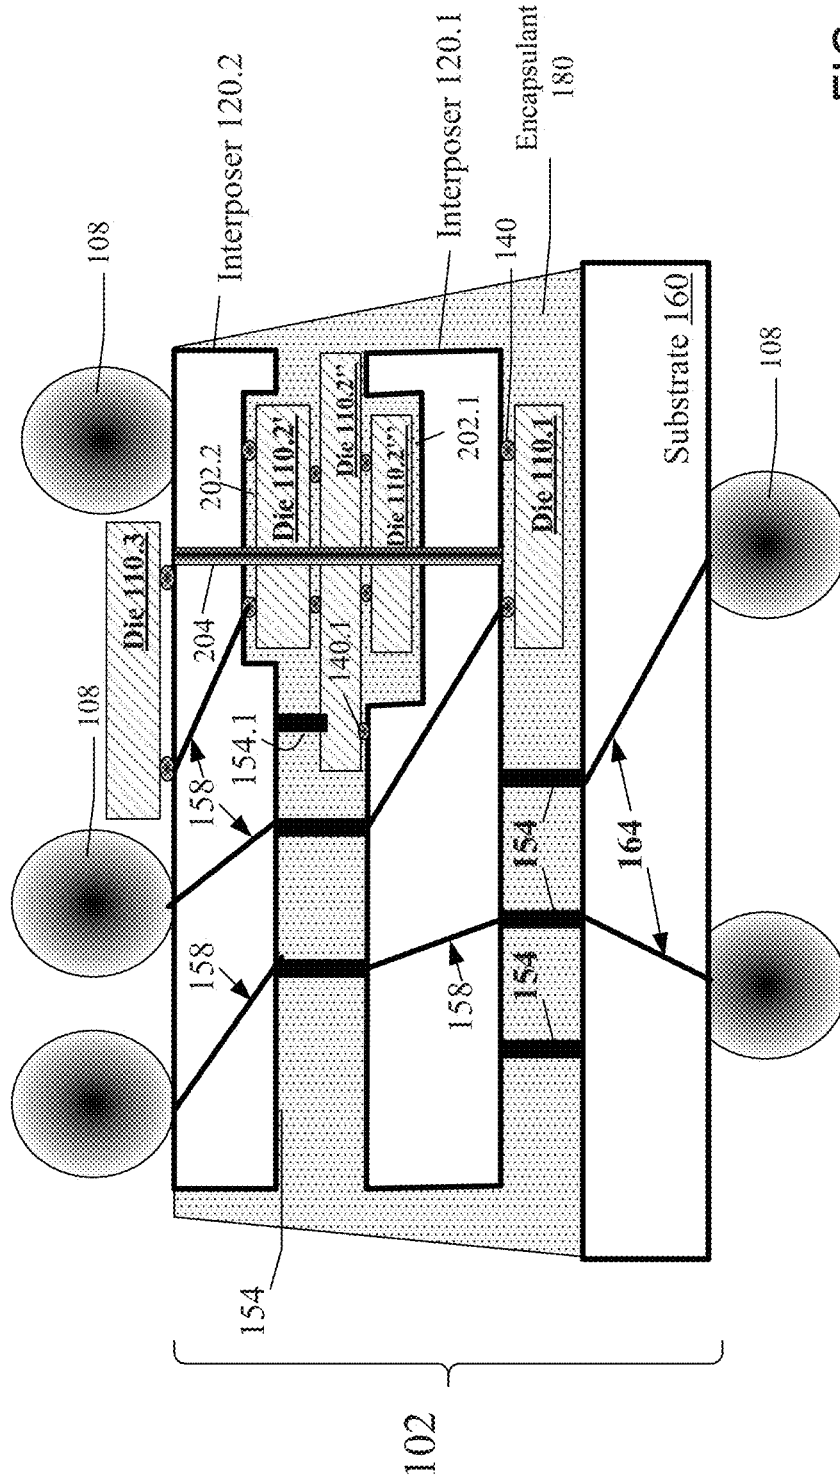 108
108
Die 110.3
158
158
204
202.2
Interposer 120.2
154
154.1
Die 110.2'
140.1
Die 110.2''
Die 110.2'''
102
158
Interposer 120.1
202.1
140
154
154
Die 110.1
Encapsulant
180
164
Substrate 160
108